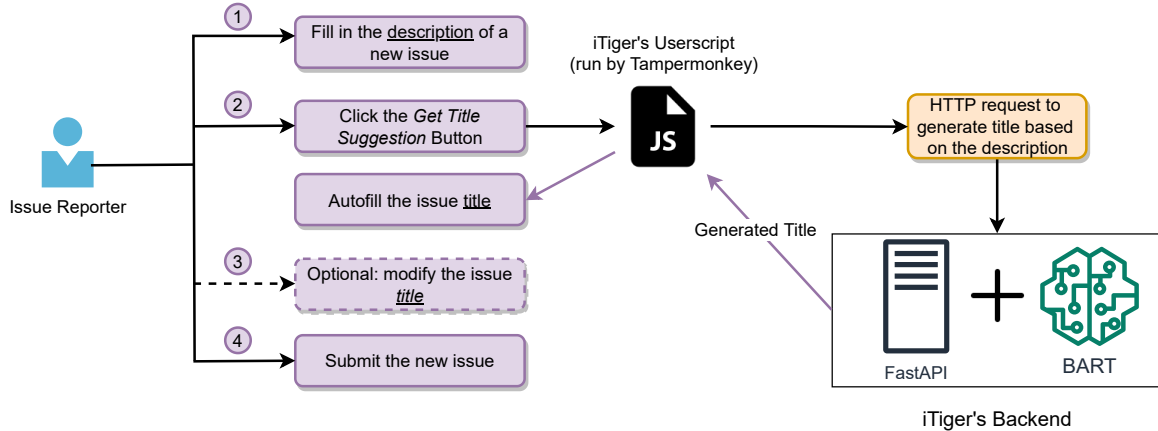 1
Fill in the description of a
new issue
2
Click the Get Title
Suggestion Button
Autofill the issue title
3
Optional: modify the issue
title
4
Submit the new issue
Issue Reporter
iTiger's Userscript
(run by Tampermonkey)
JS
HTTP request to
generate title based
on the description
Generated Title
FastAPI
BART
iTiger's Backend